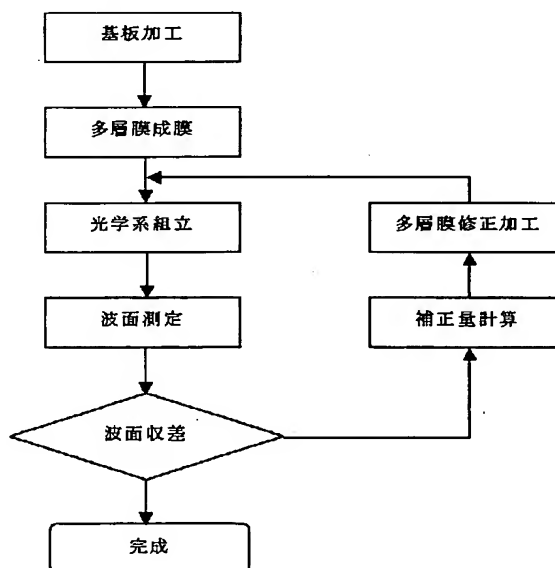 基板加工
多層膜成膜
光学系組立
多層膜修正加工
波面測定
補正量計算
波面収差
完成